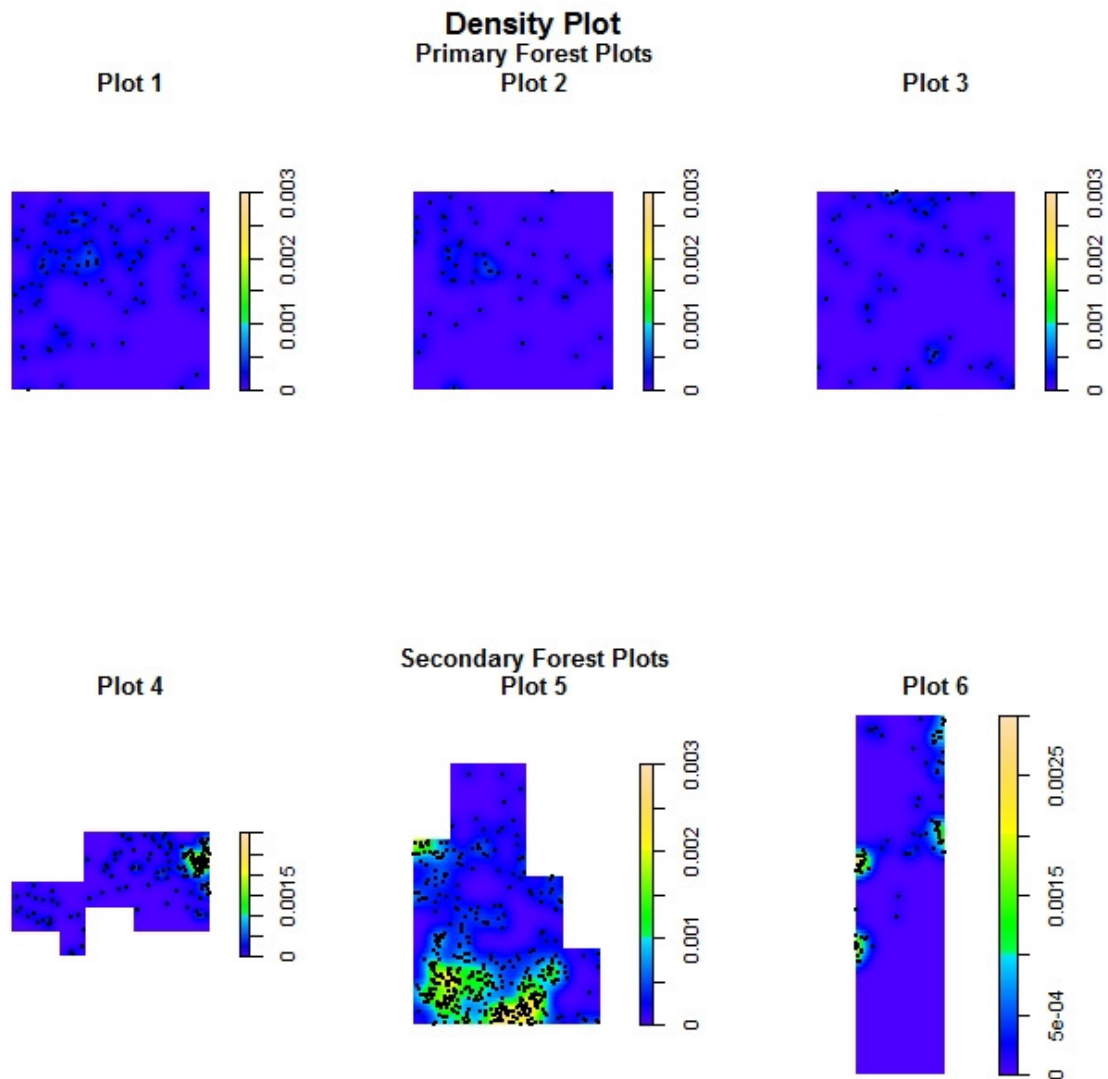 Density Plot
Primary Forest Plots
Plot 1 Plot 2 Plot 3
0.003 0.003 0.003
0.002 0.002 0.002
0.001 0.001 0.001
0 0 0
Secondary Forest Plots
Plot 4 Plot 5 Plot 6
0.003
0.0025
0.002
0.0015 0.0015
0.001
5e-04
0 0 0